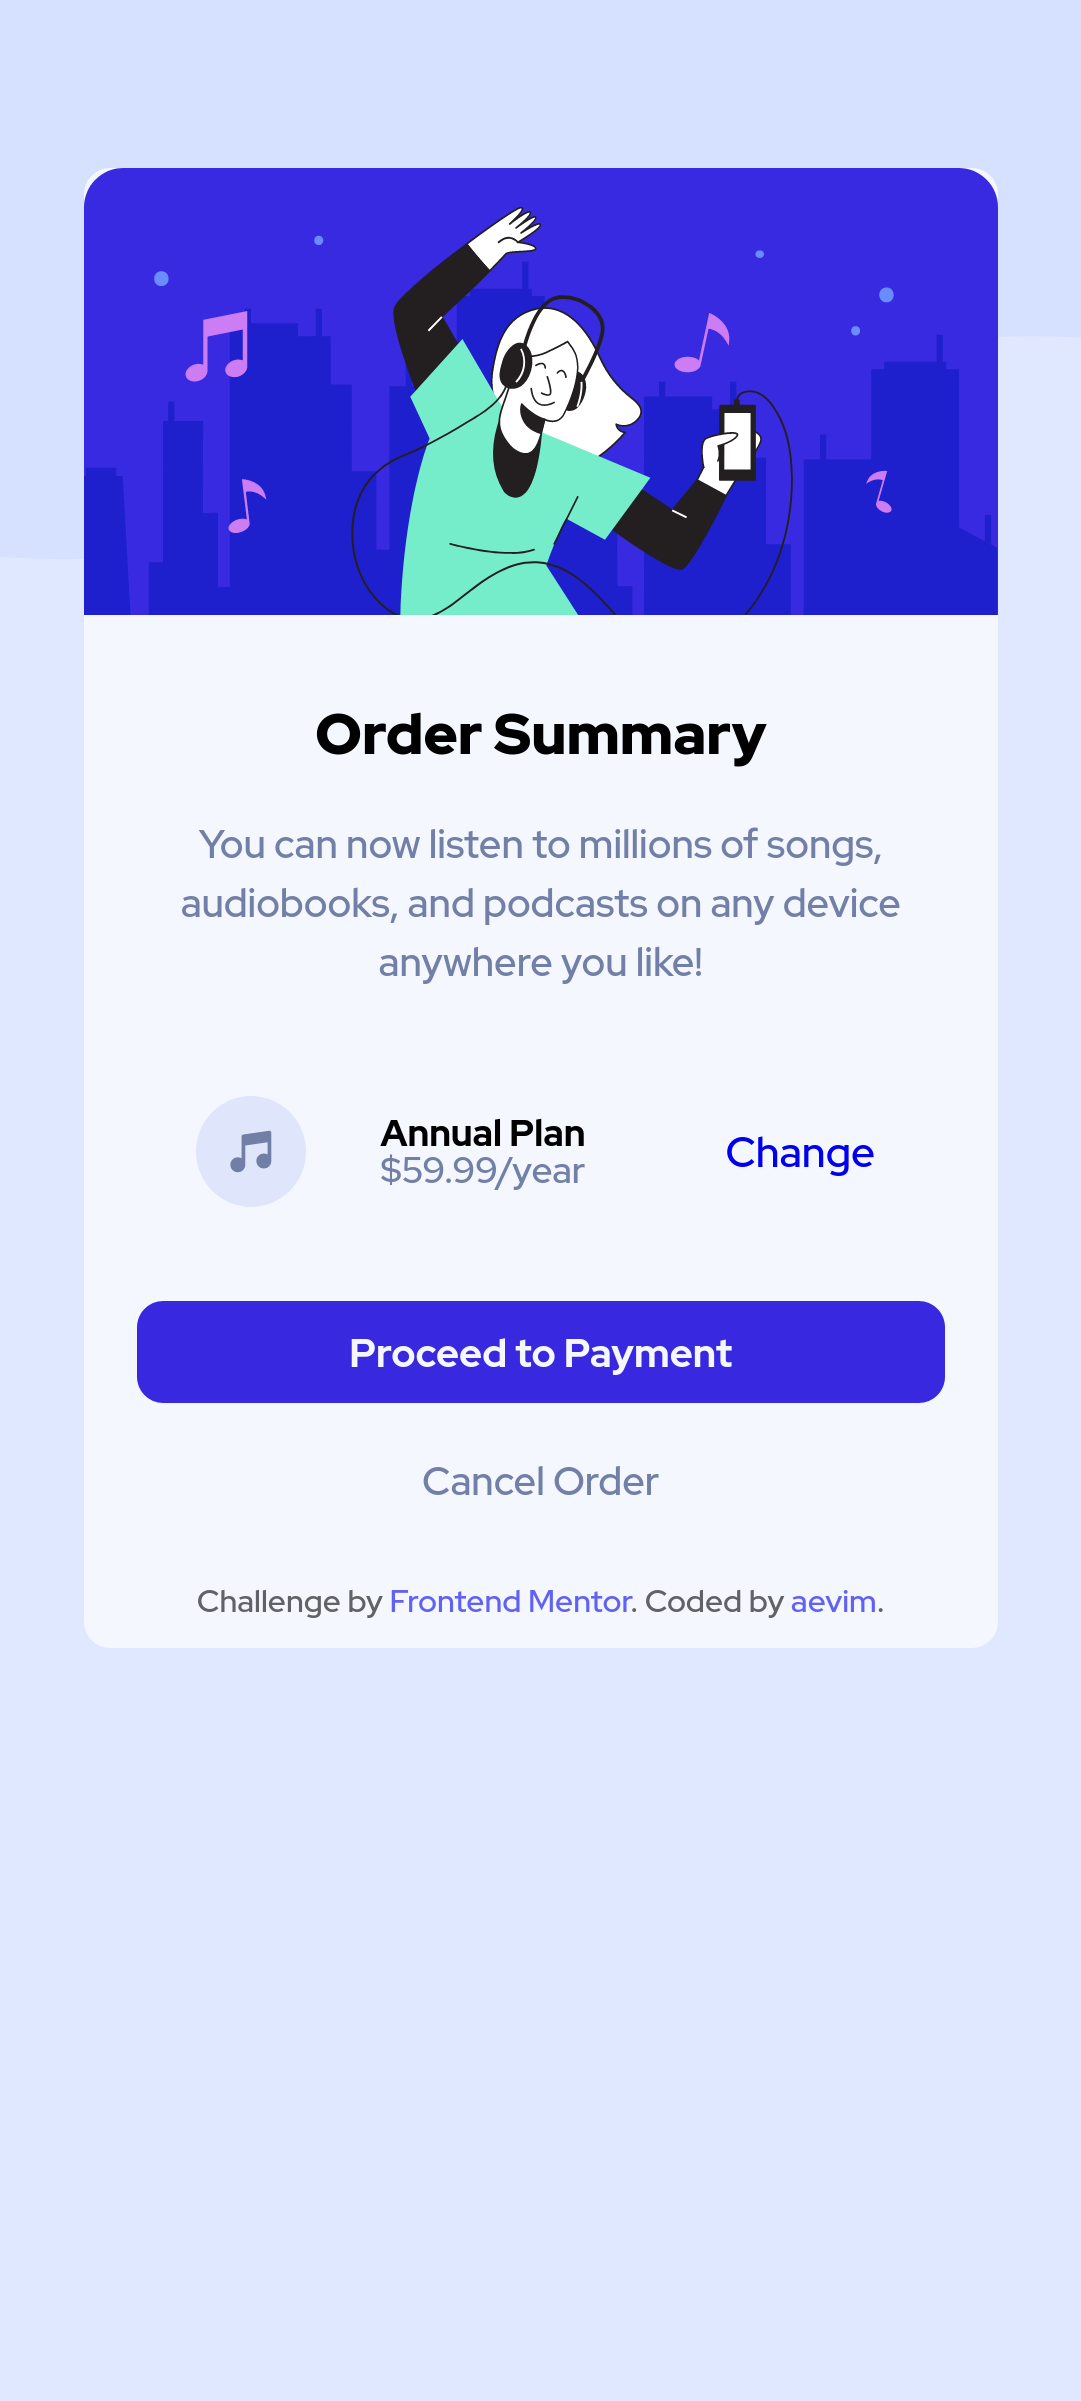 Order Summary
You can now listen to millions of songs,
audiobooks, and podcasts on any device
anywhere you like!
Annual Plan
$59.99/year
Change
Proceed to Payment
Cancel Order
Challenge by Frontend Mentor. Coded by aevim.